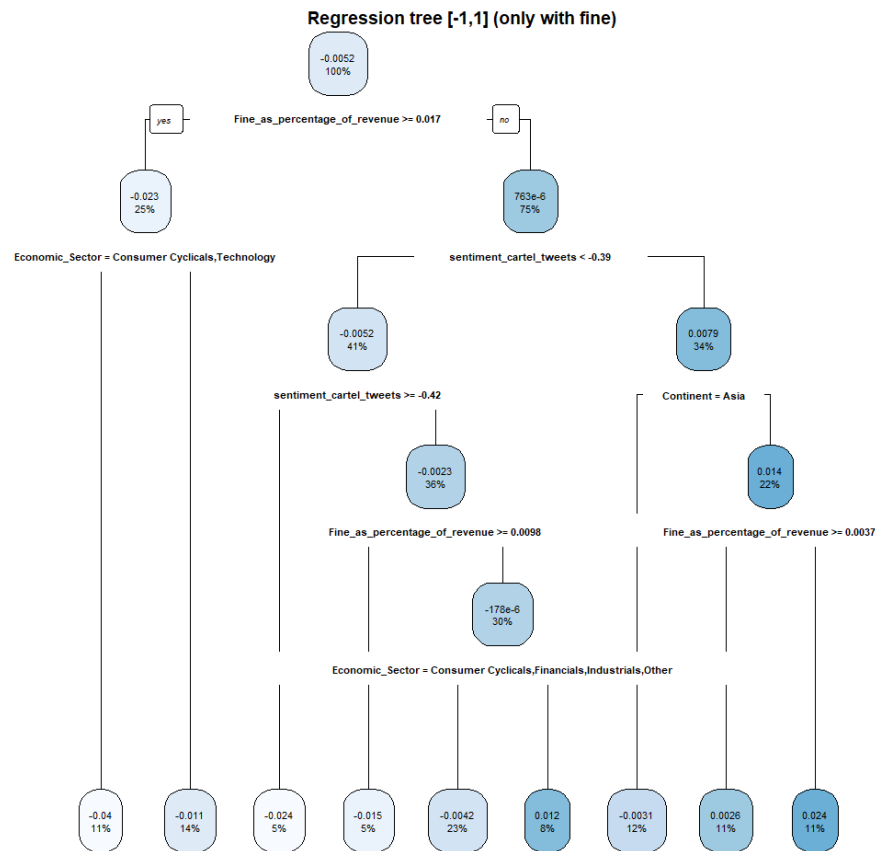 Regression tree [-1,1] (only with fine)
-0.0052
100%
yes
Fine_as_percentage_of_revenue >= 0.017
no
-0.023
25%
763e-6
75%
Economic_Sector = Consumer Cyclicals,Technology
sentiment_cartel_tweets < -0.39
-0.0052
41%
0.0079
34%
sentiment_cartel_tweets >= -0.42
Continent = Asia
-0.0023
36%
0.014
22%
Fine_as_percentage_of_revenue >= 0.0098
Fine_as_percentage_of_revenue >= 0.0037
-178e-6
30%
Economic_Sector = Consumer Cyclicals,Financials,Industrials,Other
-0.04
11%
-0.011
14%
-0.024
5%
-0.015
5%
-0.0042
23%
0.012
8%
-0.0031
12%
0.0026
11%
0.024
11%